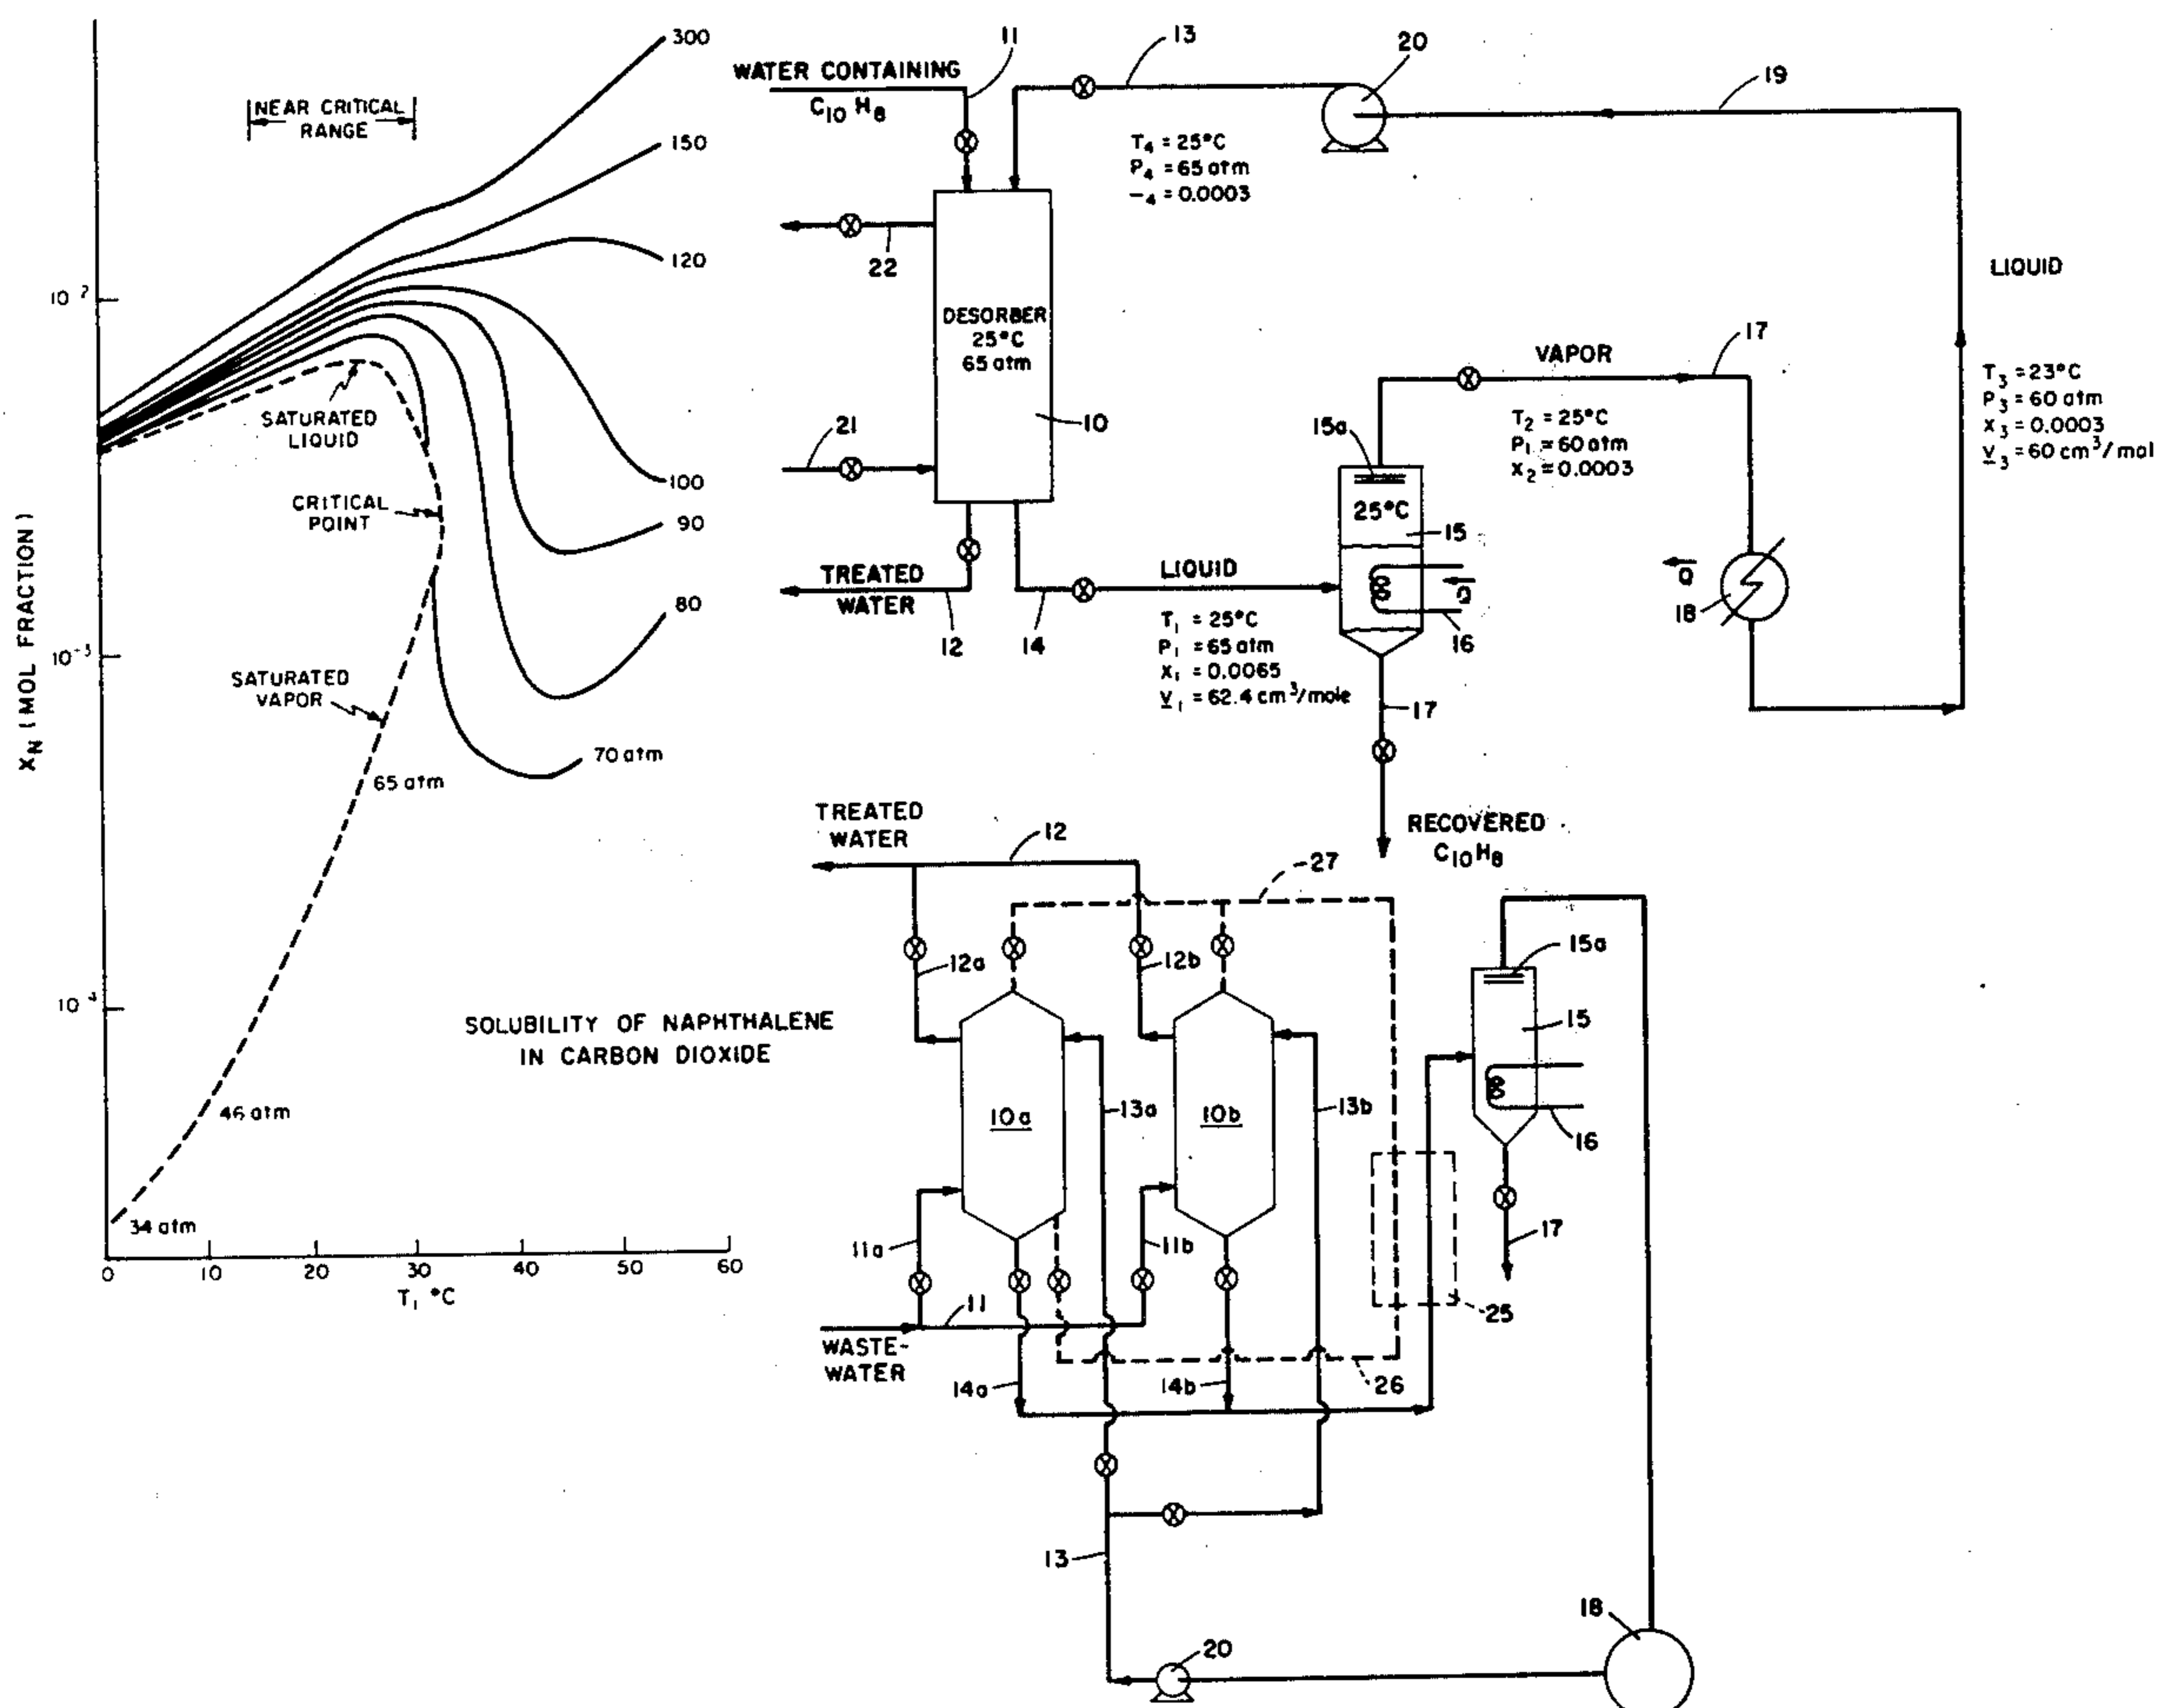 NEAR CRITICAL
RANGE
300
150
120
10⁻²
SATURATED
LIQUID
CRITICAL
POINT
100
90
80
10⁻³
SATURATED
VAPOR
70 atm
65 atm
X_N (MOL FRACTION)
10⁻⁴
46 atm
34 atm
0
10
20
30
40
50
60
T, °C
SOLUBILITY OF NAPHTHALENE
IN CARBON DIOXIDE
WATER CONTAINING
C₁₀H₈
11
13
20
19
T₄ = 25°C
P₄ = 65 atm
-₄ = 0.0003
22
DESORBER
25°C
65 atm
10
21
TREATED
WATER
12
14
LIQUID
T₁ = 25°C
P₁ = 65 atm
X₁ = 0.0065
V₁ = 62.4 cm³/mole
VAPOR
17
T₂ = 25°C
P₁ = 60 atm
X₂ = 0.0003
15a
25°C
15
Q
16
17
RECOVERED
C₁₀H₈
Q
18
LIQUID
T₃ = 23°C
P₃ = 60 atm
X₃ = 0.0003
V₃ = 60 cm³/mol
TREATED
WATER
12
27
12a
12b
10a
10b
13a
13b
11a
11b
11
WASTE-
WATER
14a
14b
26
25
15a
15
16
17
13
20
18